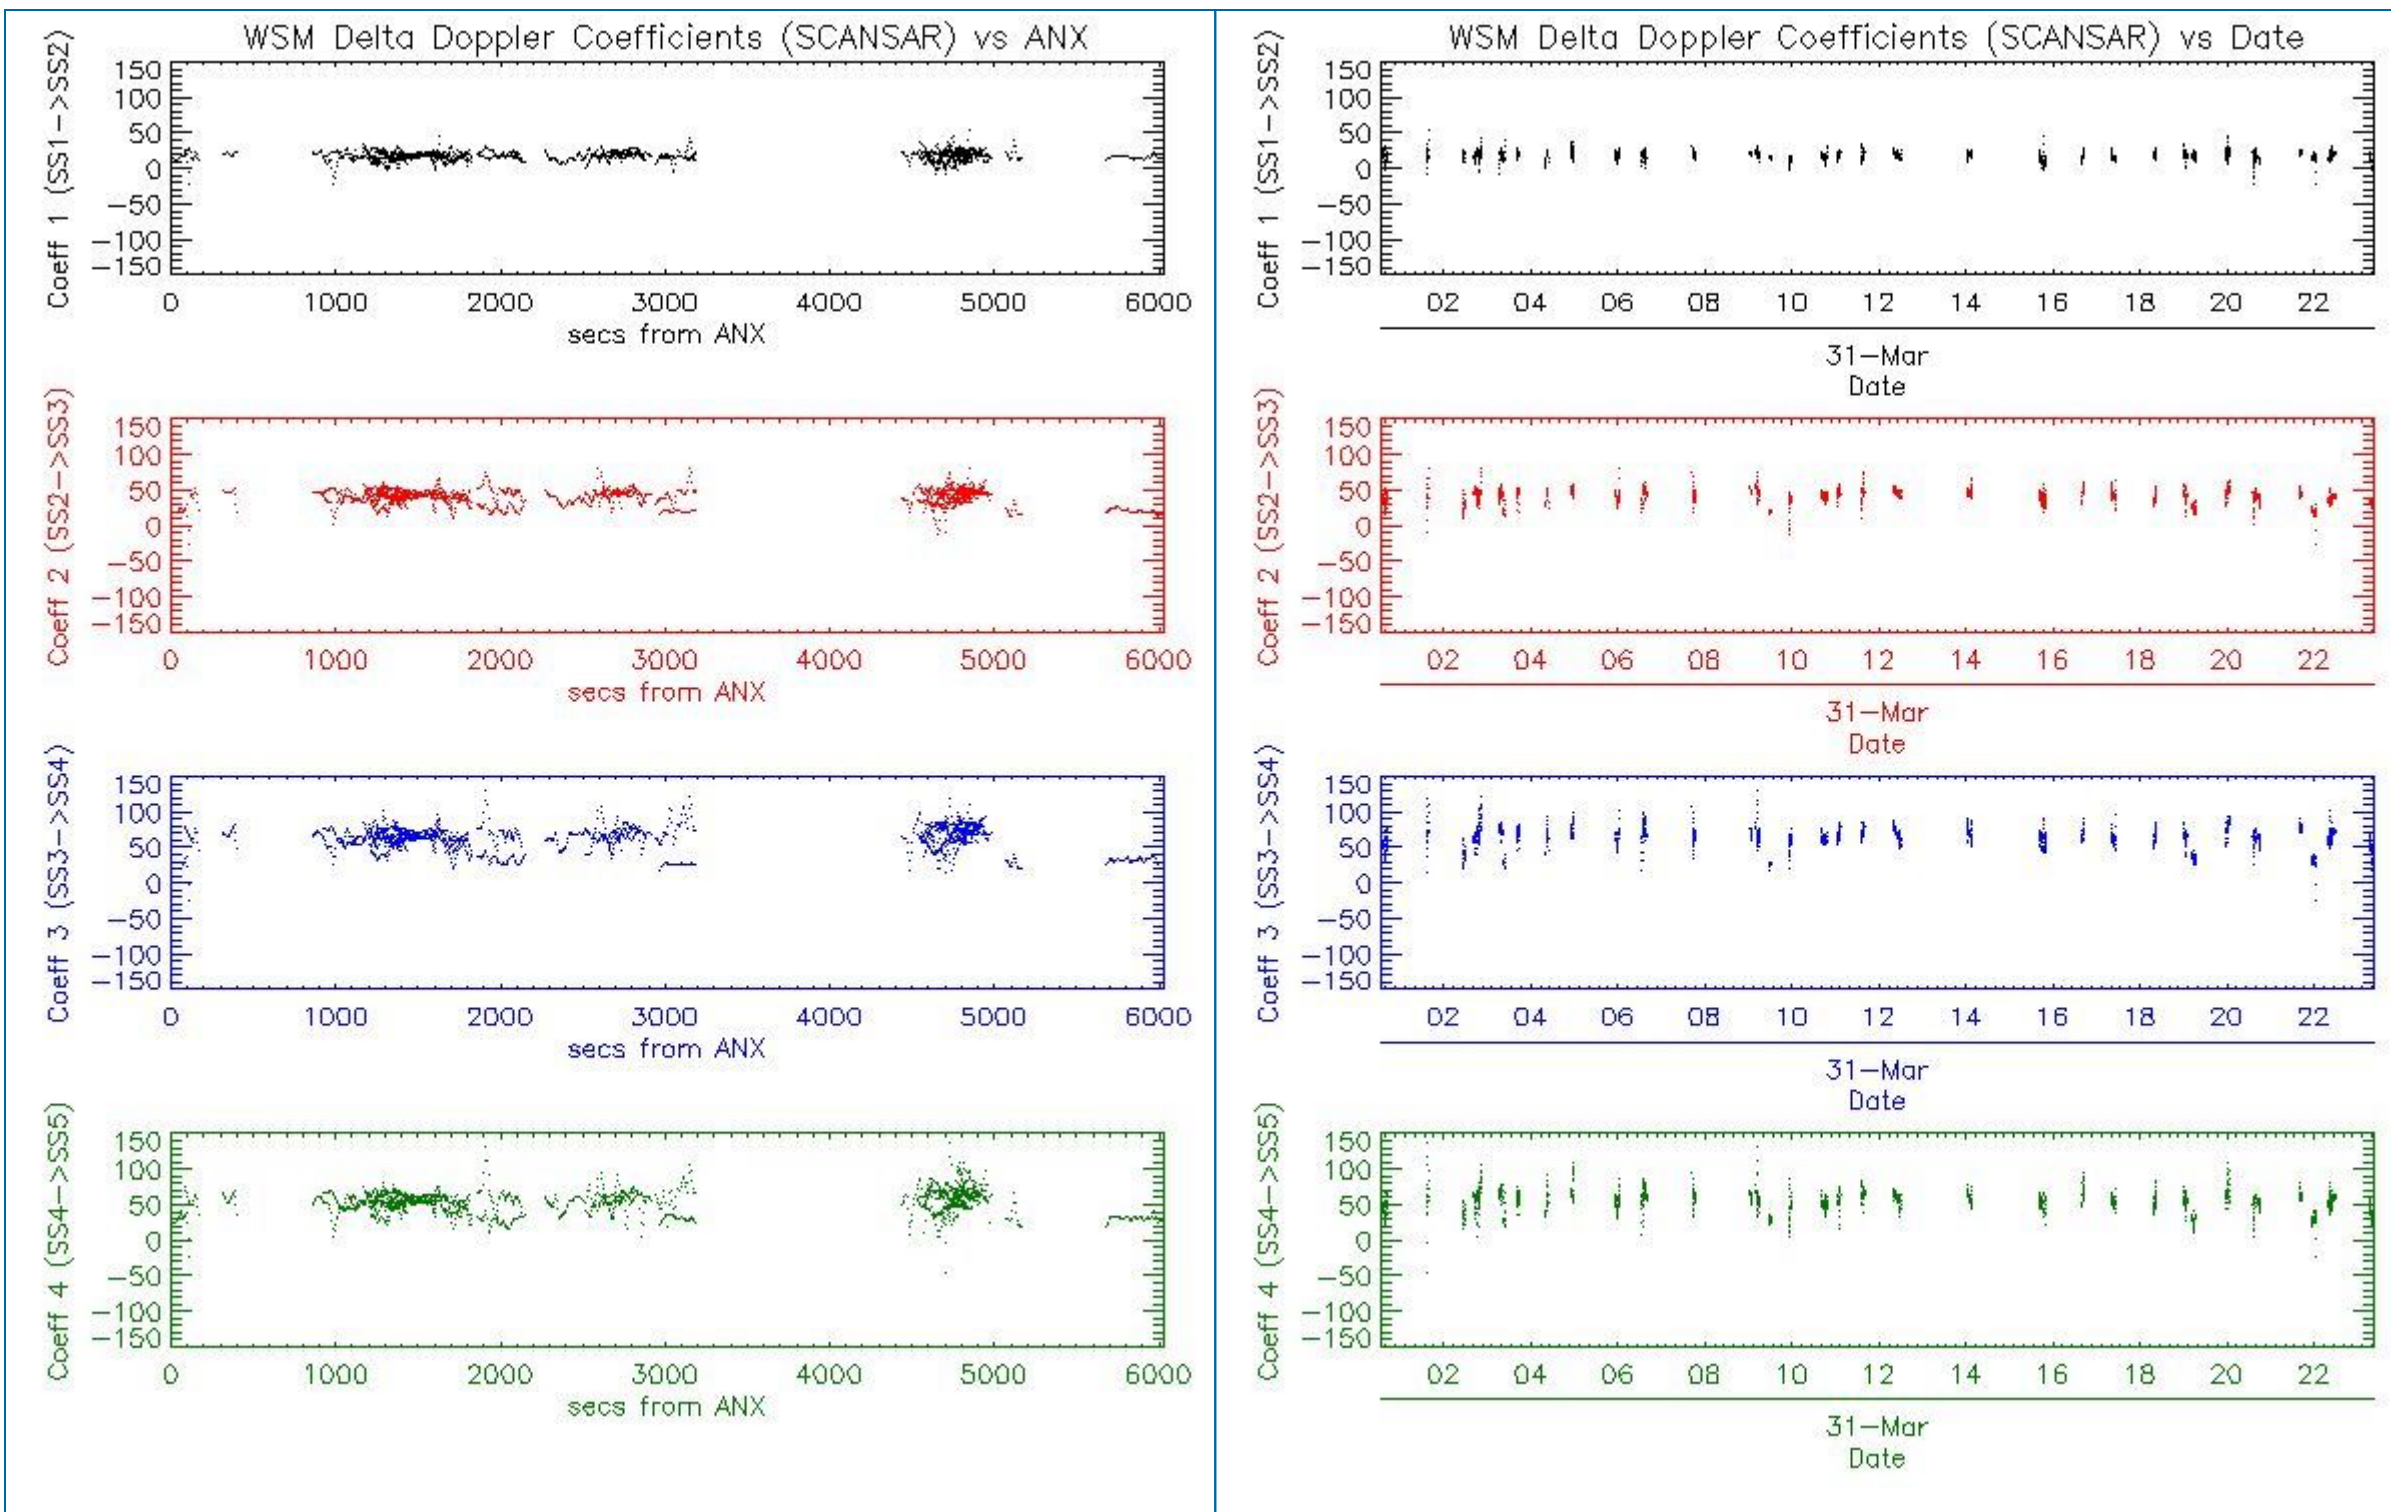 WSM Delta Doppler Coefficients (SCANSAR) vs ANX
Coeff 1 (SS1->SS2)
150
100
50
0
-50
-100
-150
0 1000 2000 3000 4000 5000 6000
secs from ANX
Coeff 2 (SS2->SS3)
150
100
50
0
-50
-100
-150
0 1000 2000 3000 4000 5000 6000
secs from ANX
Coeff 3 (SS3->SS4)
150
100
50
0
-50
-100
-150
0 1000 2000 3000 4000 5000 6000
secs from ANX
Coeff 4 (SS4->SS5)
150
100
50
0
-50
-100
-150
0 1000 2000 3000 4000 5000 6000
secs from ANX
WSM Delta Doppler Coefficients (SCANSAR) vs Date
Coeff 1 (SS1->SS2)
150
100
50
0
-50
-100
-150
02 04 06 08 10 12 14 16 18 20 22
31-Mar
Date
Coeff 2 (SS2->SS3)
150
100
50
0
-50
-100
-150
02 04 06 08 10 12 14 16 18 20 22
31-Mar
Date
Coeff 3 (SS3->SS4)
150
100
50
0
-50
-100
-150
02 04 06 08 10 12 14 16 18 20 22
31-Mar
Date
Coeff 4 (SS4->SS5)
150
100
50
0
-50
-100
-150
02 04 06 08 10 12 14 16 18 20 22
31-Mar
Date